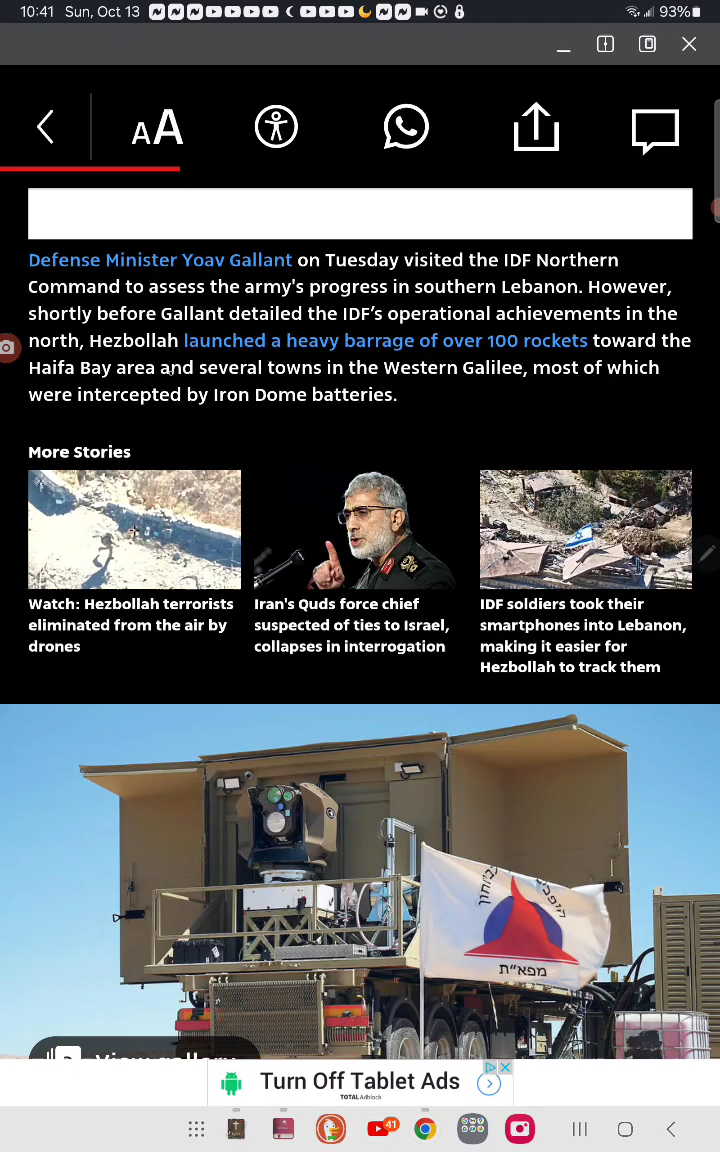 10:41 Sun, Oct 13
93%
AA
Defense Minister Yoav Gallant on Tuesday visited the IDF Northern
Command to assess the army's progress in southern Lebanon. However,
shortly before Gallant detailed the IDF's operational achievements in the
north, Hezbollah launched a heavy barrage of over 100 rockets toward the
Haifa Bay area and several towns in the Western Galilee, most of which
were intercepted by Iron Dome batteries.
More Stories
Watch: Hezbollah terrorists
eliminated from the air by
drones
Iran's Quds force chief
suspected of ties to Israel,
collapses in interrogation
IDF soldiers took their
smartphones into Lebanon,
making it easier for
Hezbollah to track them
מפא״ת
View gallery
Turn Off Tablet Ads
TOTAL Adblock
41